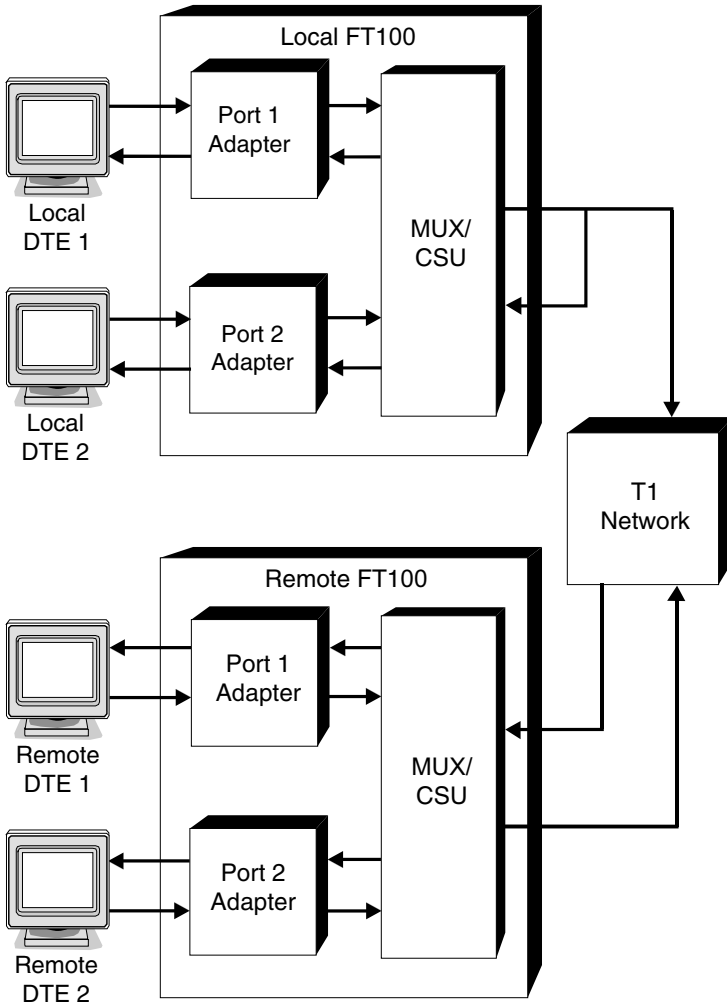 Local FT100
Port 1
Adapter
Local
DTE 1
MUX/
CSU
Port 2
Adapter
Local
DTE 2
T1
Network
Remote FT100
Port 1
Adapter
Remote
DTE 1
MUX/
CSU
Port 2
Adapter
Remote
DTE 2